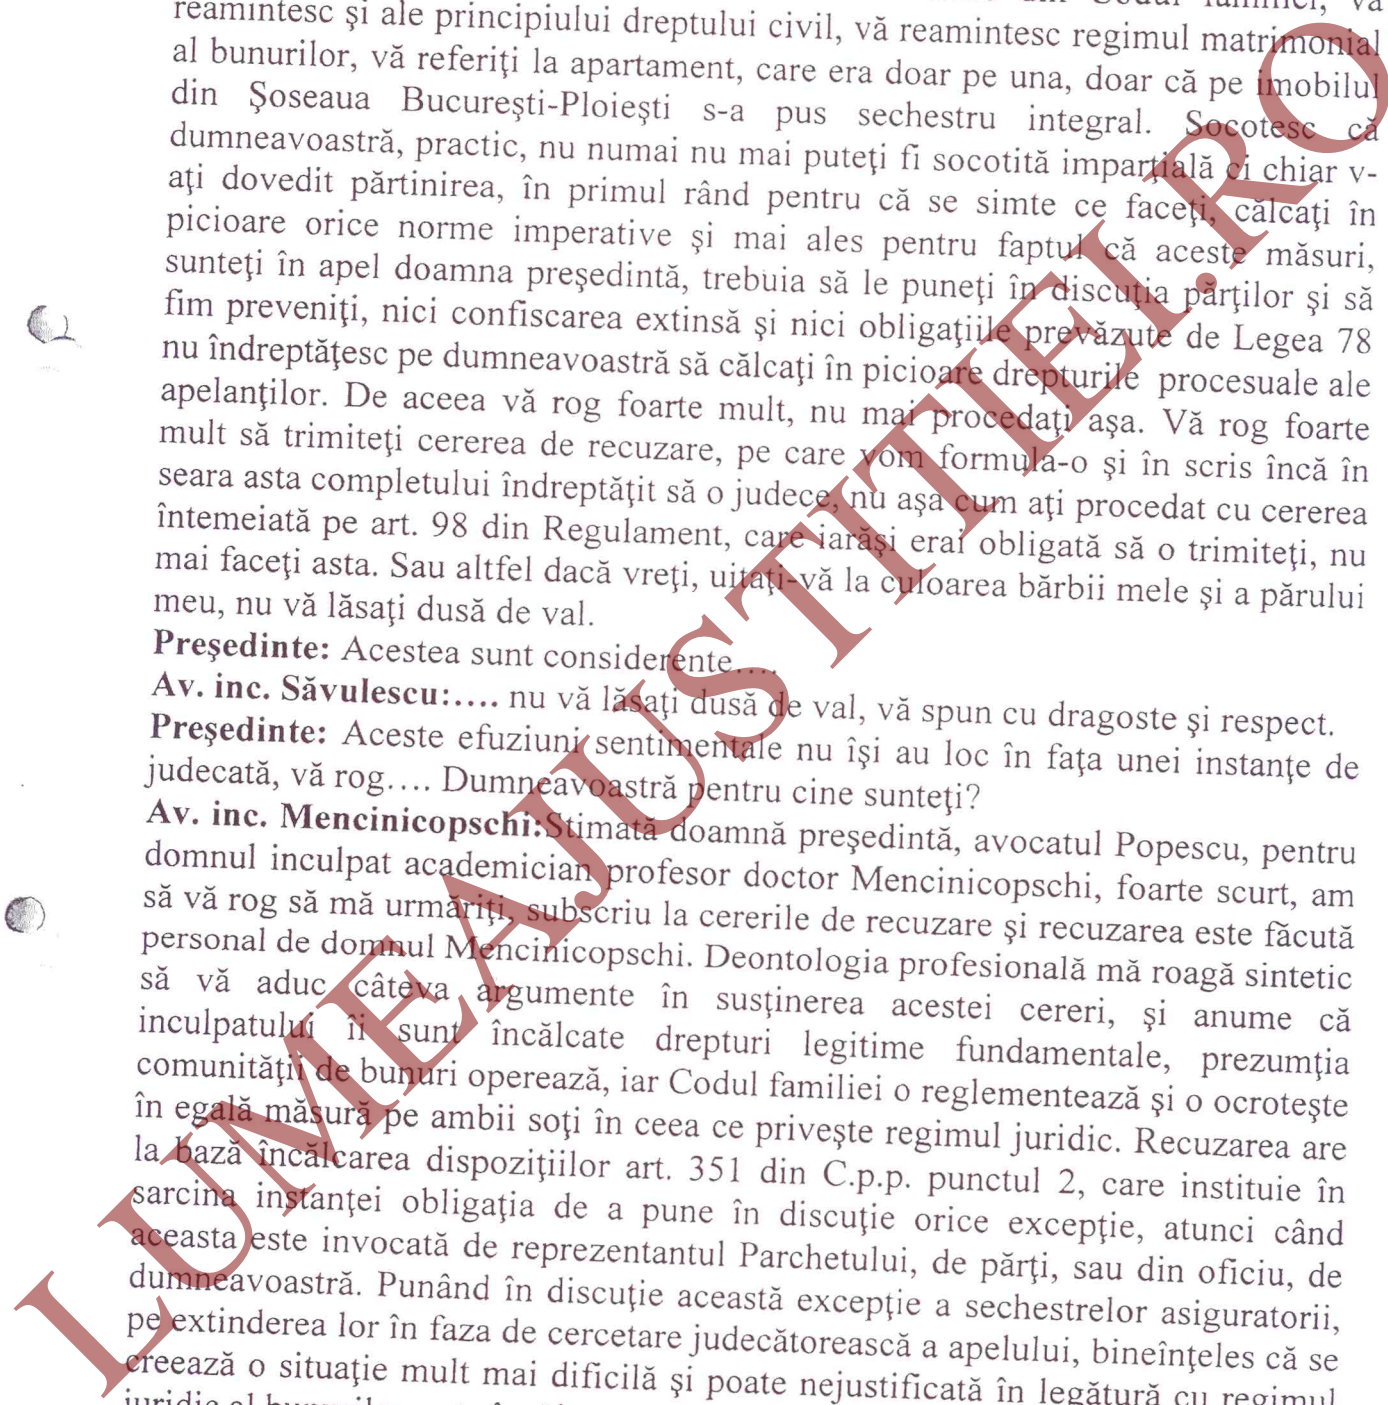 Codul familiei, vă
reamintesc şi ale principiului dreptului civil, vă reamintesc regimul matrimonial
al bunurilor, vă referiţi la apartament, care era doar pe una, doar că pe imobilul
din Şoseaua Bucureşti-Ploieşti s-a pus sechestru integral. Socotesc că
dumneavoastră, practic, nu numai nu mai puteţi fi socotită imparţială ci chiar v-
aţi dovedit părtinirea, în primul rând pentru că se simte ce faceţi, călcaţi în
picioare orice norme imperative şi mai ales pentru faptul că aceste măsuri,
sunteţi în apel doamna preşedintă, trebuia să le puneţi în discuţia părţilor şi să
fim preveniţi, nici confiscarea extinsă şi nici obligaţiile prevăzute de Legea 78
nu îndreptăţesc pe dumneavoastră să călcaţi în picioare drepturile procesuale ale
apelanţilor. De aceea vă rog foarte mult, nu mai procedaţi aşa. Vă rog foarte
mult să trimiteţi cererea de recuzare, pe care vom formula-o şi în scris încă în
seara asta completului îndreptăţit să o judece, nu aşa cum aţi procedat cu cererea
întemeiată pe art. 98 din Regulament, care iarăşi erai obligată să o trimiteţi, nu
mai faceţi asta. Sau altfel dacă vreţi, uitaţi-vă la culoarea bărbii mele şi a părului
meu, nu vă lăsaţi dusă de val.
Preşedinte: Acestea sunt considerente....
Av. inc. Săvulescu:.... nu vă lăsaţi dusă de val, vă spun cu dragoste şi respect.
Preşedinte: Aceste efuziuni sentimentale nu îşi au loc în faţa unei instanţe de
judecată, vă rog.... Dumneavoastră pentru cine sunteţi?
Av. inc. Mencinicopschi:Stimată doamnă preşedintă, avocatul Popescu, pentru
domnul inculpat academician profesor doctor Mencinicopschi, foarte scurt, am
să vă rog să mă urmăriţi, subscriu la cererile de recuzare şi recuzarea este făcută
personal de domnul Mencinicopschi. Deontologia profesională mă roagă sintetic
să vă aduc câteva argumente în susţinerea acestei cereri, şi anume că
inculpatului îi sunt încălcate drepturi legitime fundamentale, prezumţia
comunităţii de bunuri operează, iar Codul familiei o reglementează şi o ocroteşte
în egală măsură pe ambii soţi în ceea ce priveşte regimul juridic. Recuzarea are
la bază încălcarea dispoziţiilor art. 351 din C.p.p. punctul 2, care instituie în
sarcina instanţei obligaţia de a pune în discuţie orice excepţie, atunci când
aceasta este invocată de reprezentantul Parchetului, de părţi, sau din oficiu, de
dumneavoastră. Punând în discuţie această excepţie a sechestrelor asiguratorii,
pe extinderea lor în faza de cercetare judecătorească a apelului, bineînţeles că se
creează o situaţie mult mai dificilă şi poate nejustificată în legătură cu regimul
LUMEAJUSTITIEI.RO